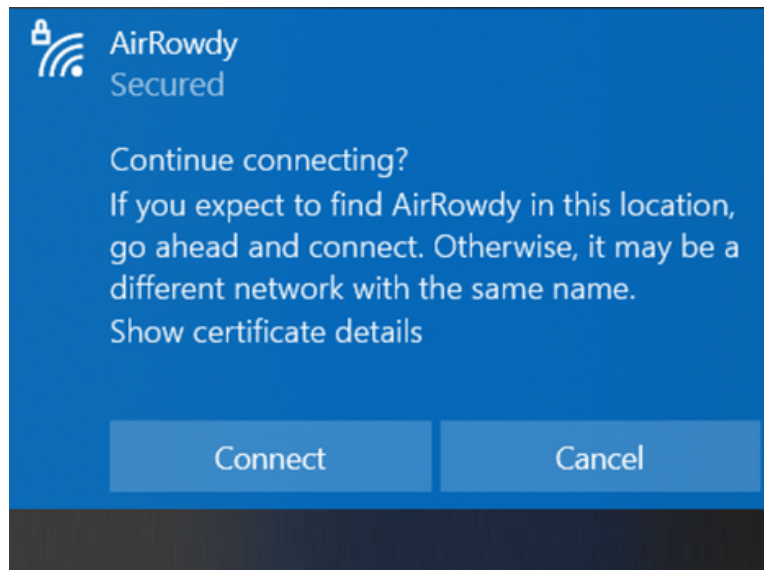 AirRowdy
Secured
Continue connecting?
If you expect to find AirRowdy in this location,
go ahead and connect. Otherwise, it may be a
different network with the same name.
Show certificate details
Connect Cancel